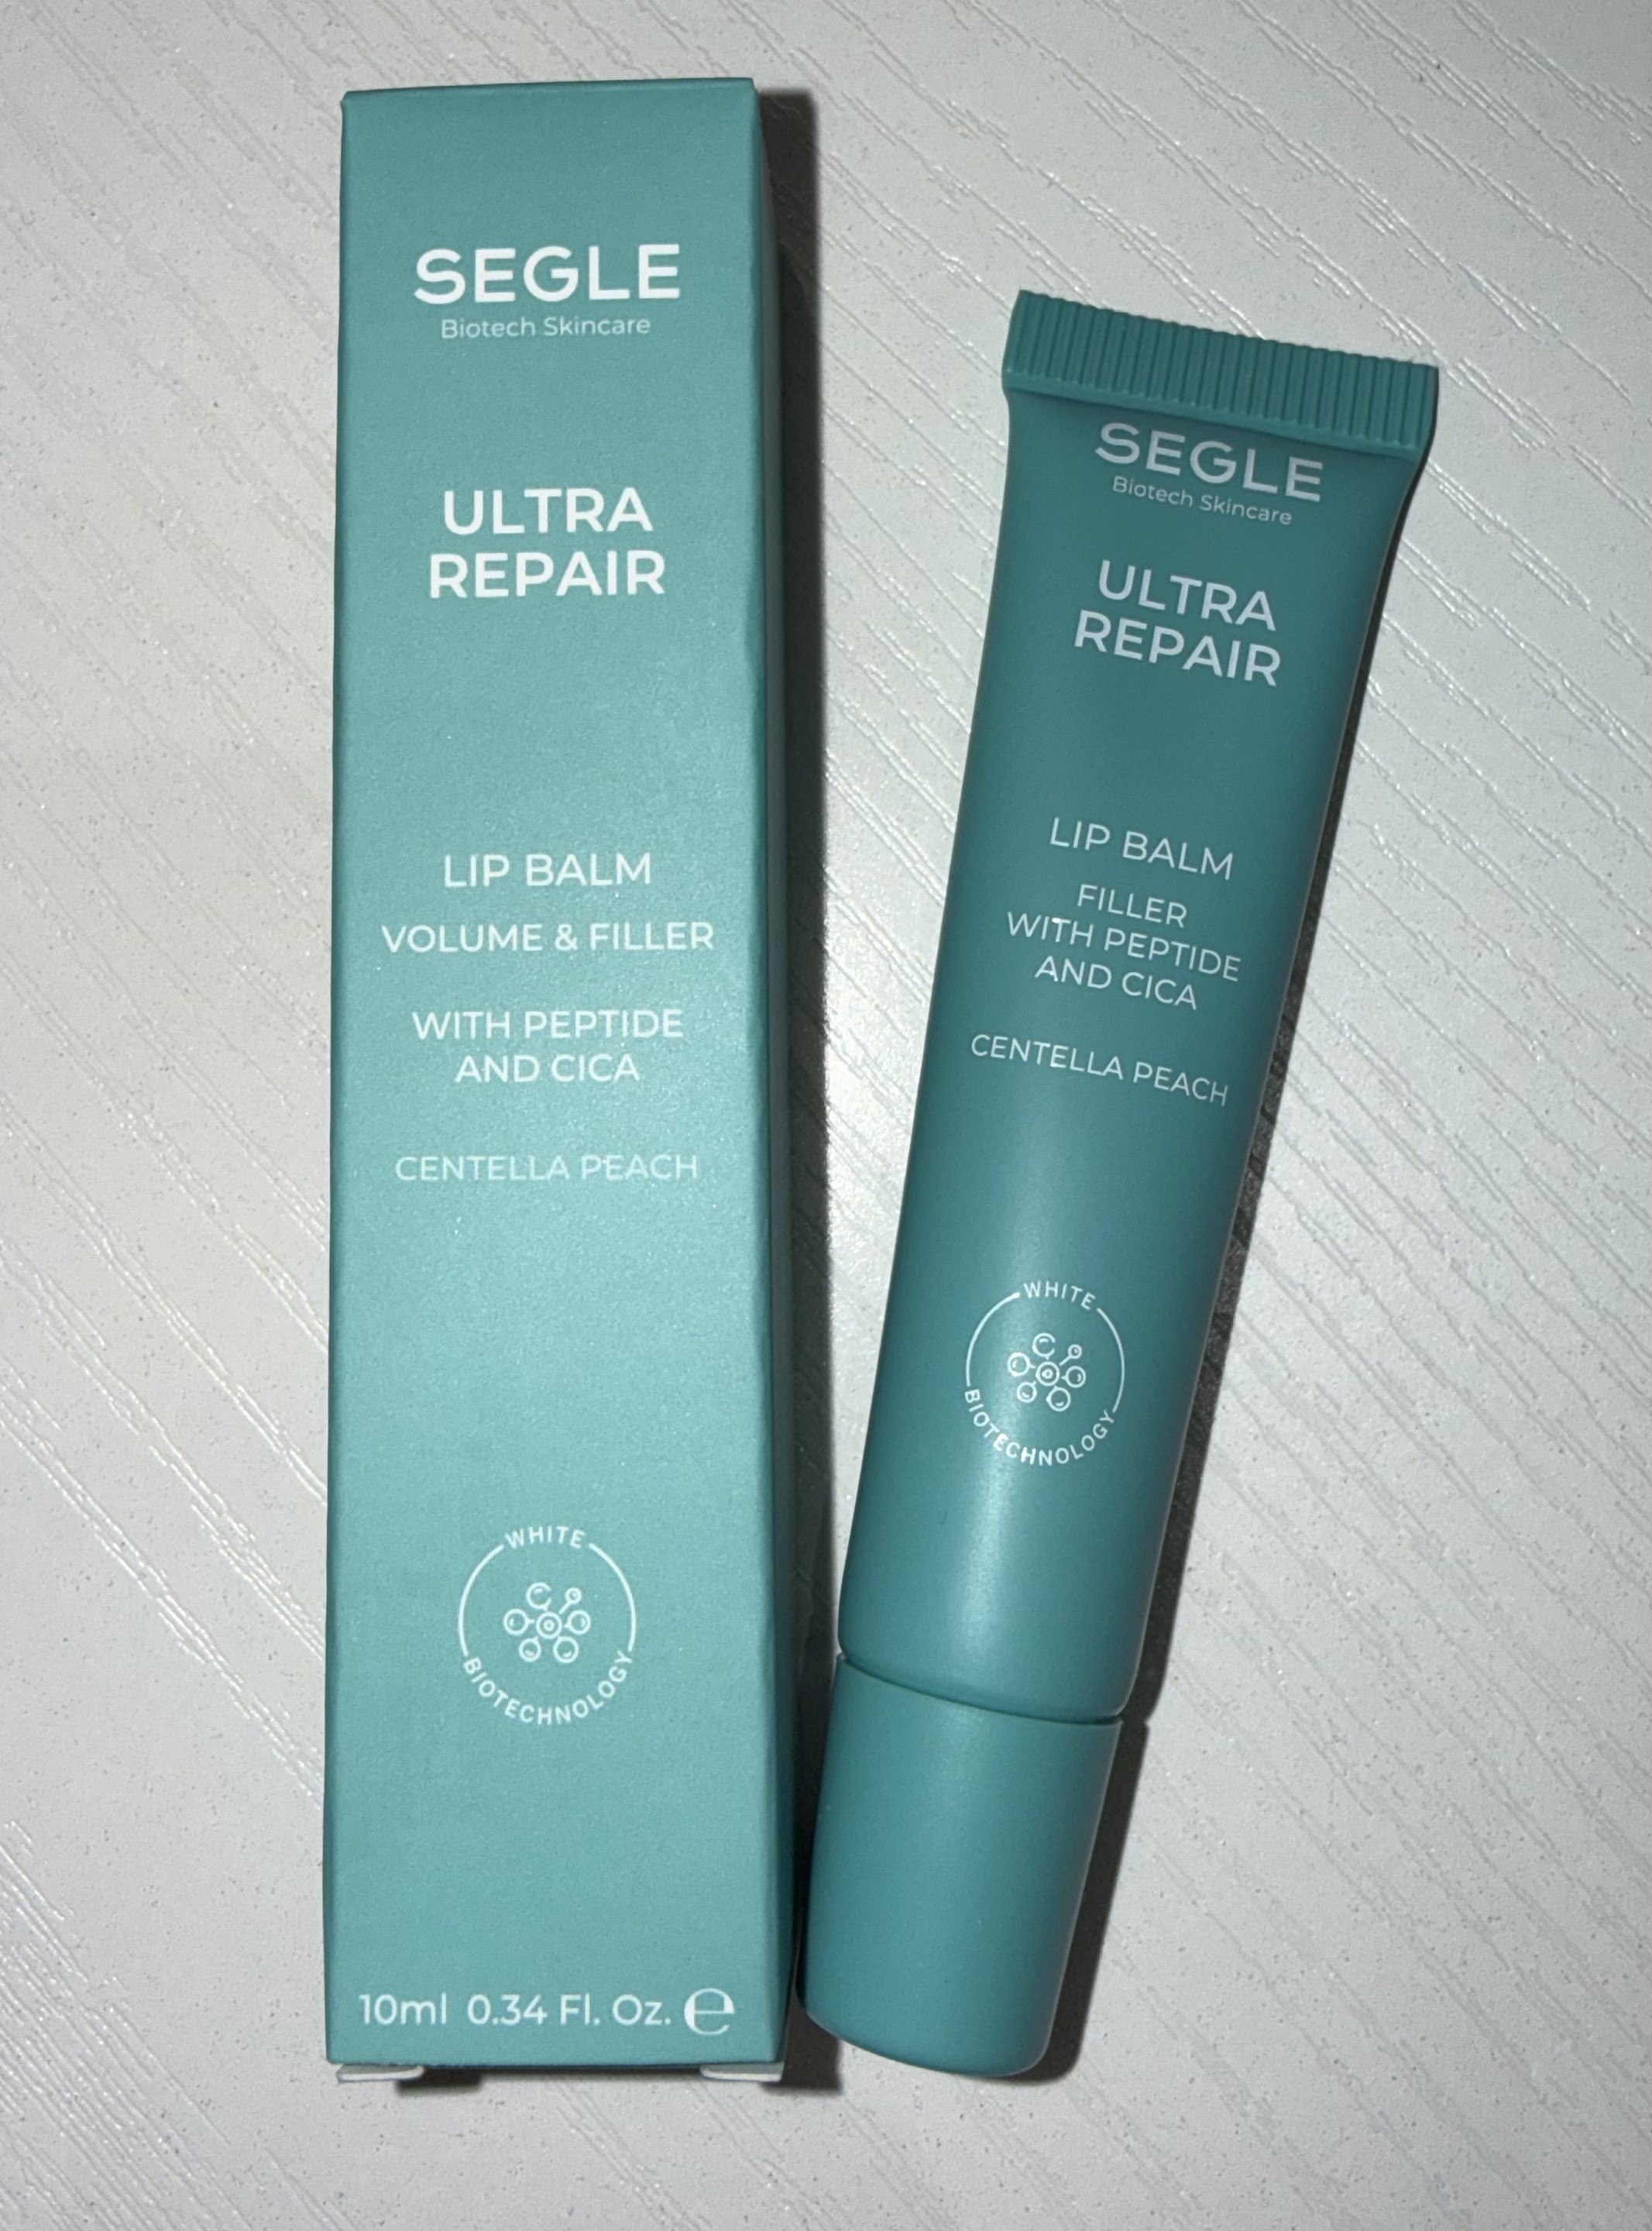 SEGLE
Biotech Skincare
ULTRA
REPAIR
LIP BALM
VOLUME & FILLER
WITH PEPTIDE
AND CICA
CENTELLA PEACH
WHITE
BIOTECHNOLOGY
10ml 0.34 Fl. Oz. ℮
SEGLE
Biotech Skincare
ULTRA
REPAIR
LIP BALM
FILLER
WITH PEPTIDE
AND CICA
CENTELLA PEACH
WHITE
BIOTECHNOLOGY